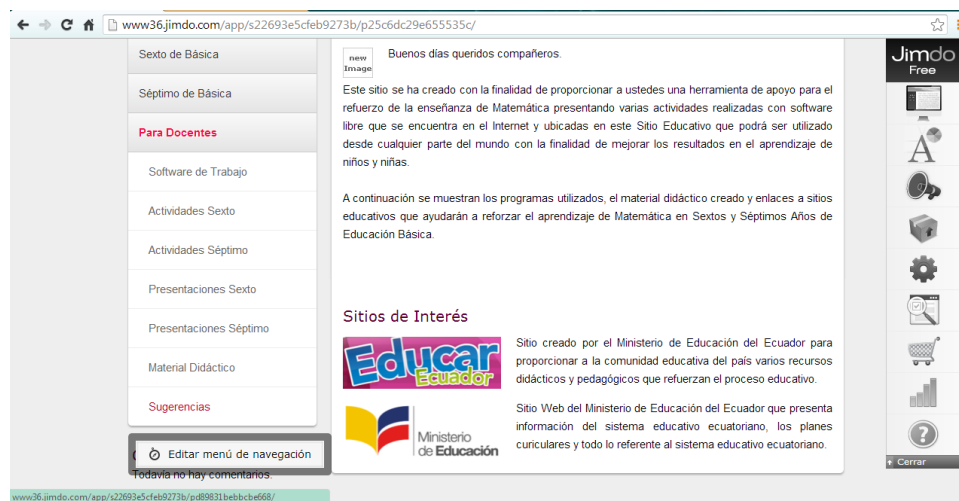 www36.jimdo.com/app/s22693e5cfeb9273b/p25c6dc29e655535c/
Sexto de Básica
Séptimo de Básica
Para Docentes
Software de Trabajo
Actividades Sexto
Actividades Séptimo
Presentaciones Sexto
Presentaciones Séptimo
Material Didáctico
Sugerencias
Editar menú de navegación
Todavía no hay comentarios.
new
Image
Buenos días queridos compañeros.
Este sitio se ha creado con la finalidad de proporcionar a ustedes una herramienta de apoyo para el
refuerzo de la enseñanza de Matemática presentando varias actividades realizadas con software
libre que se encuentra en el Internet y ubicadas en este Sitio Educativo que podrá ser utilizado
desde cualquier parte del mundo con la finalidad de mejorar los resultados en el aprendizaje de
niños y niñas.
A continuación se muestran los programas utilizados, el material didáctico creado y enlaces a sitios
educativos que ayudarán a reforzar el aprendizaje de Matemática en Sextos y Séptimos Años de
Educación Básica.
Sitios de Interés
Educar
Ecuador
Sitio creado por el Ministerio de Educación del Ecuador para
proporcionar a la comunidad educativa del país varios recursos
didácticos y pedagógicos que refuerzan el proceso educativo.
Ministerio
de Educación
Sitio Web del Ministerio de Educación del Ecuador que presenta
información del sistema educativo ecuatoriano, los planes
curiculares y todo lo referente al sistema educativo ecuatoriano.
Jimdo
Free
Cerrar
www36.jimdo.com/app/s22693e5cfeb9273b/pd89831bebbcbe668/